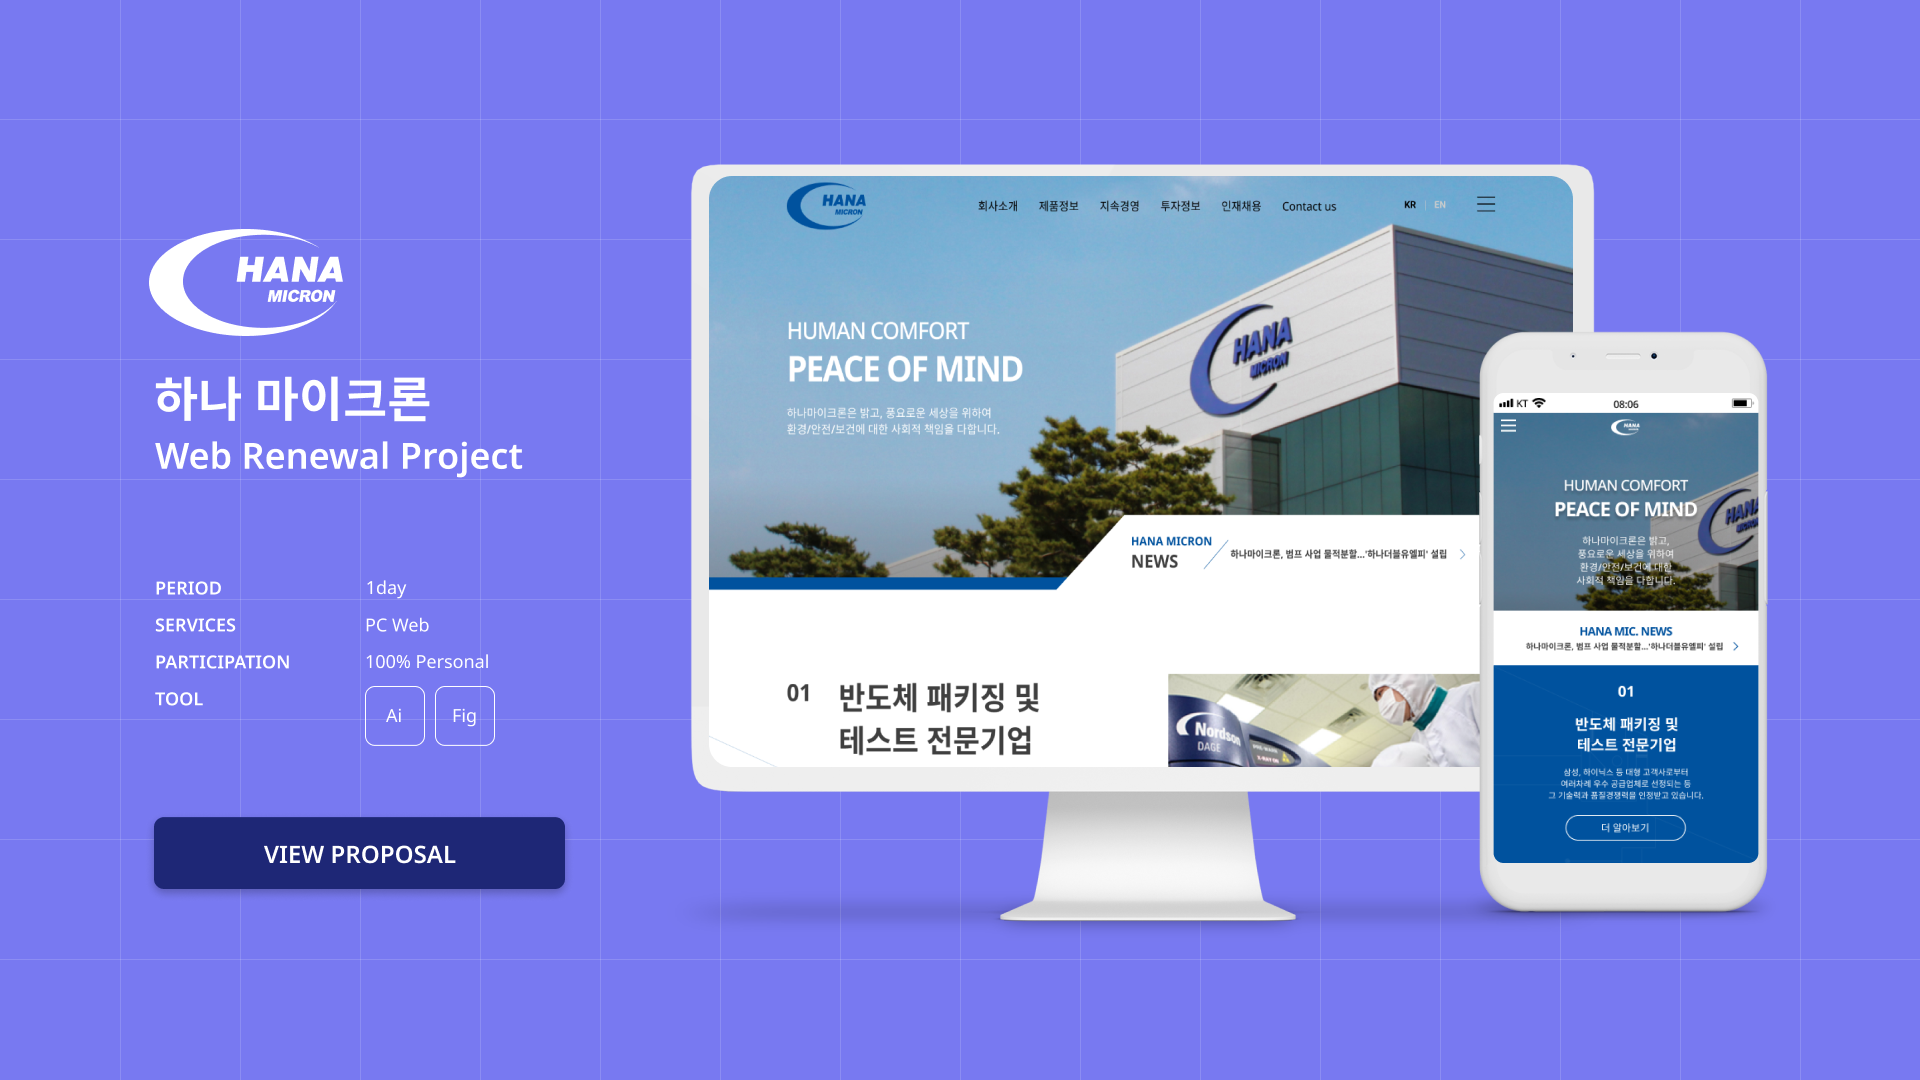 HANA
MICRON
하나 마이크론
Web Renewal Project
PERIOD 1day
SERVICES PC Web
PARTICIPATION 100% Personal
TOOL
Ai Fig
VIEW PROPOSAL
HANA
MICRON
회사소개 제품정보 지속경영 투자정보 인재채용 Contact us KR | EN
HUMAN COMFORT
PEACE OF MIND
하나마이크론은 밝고, 풍요로운 세상을 위하여
환경/안전/보건에 대한 사회적 책임을 다합니다.
HANA
MICRON
HANA MICRON
NEWS
하나마이크론, 범프 사업 물적분할...'하나더블유엘피' 설립
01 반도체 패키징 및
테스트 전문기업
Nordson
DAGE
KT 08:06
HANA
HUMAN COMFORT
PEACE OF MIND
하나마이크론은 밝고,
풍요로운 세상을 위하여
환경/안전/보건에 대한
사회적 책임을 다합니다.
HANA MIC. NEWS
하나마이크론, 범프 사업 물적분할...'하나더블유엘피' 설립
01
반도체 패키징 및
테스트 전문기업
삼성, 하이닉스 등 대형 고객사로부터
여러차례 우수 공급업체로 선정되는 등
그 기술력과 품질경쟁력을 인정받고 있습니다.
더 알아보기